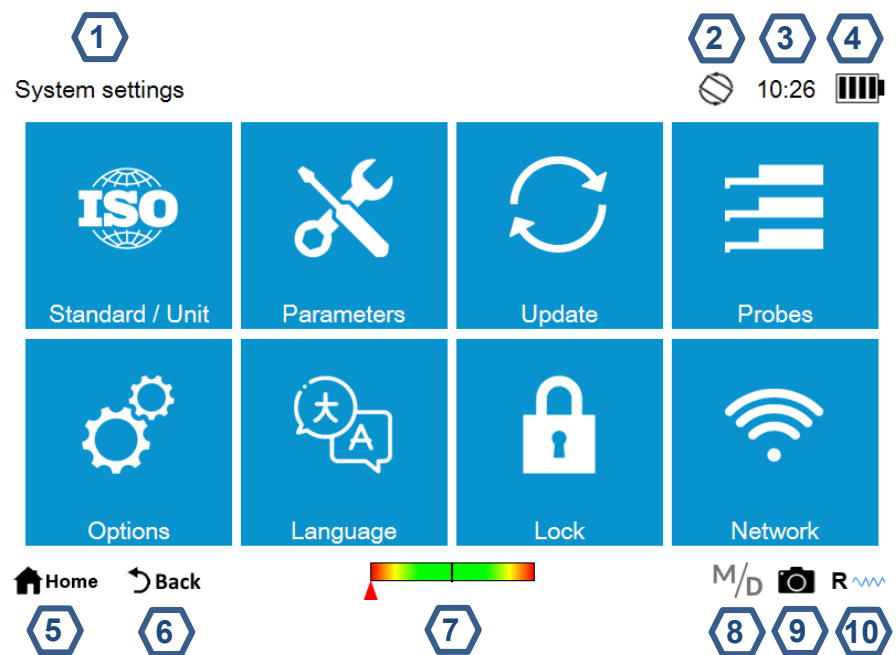 1 2 3 4
System settings 10:26
ISO
Standard / Unit Parameters Update Probes
大 A
Options Language Lock Network
Home Back M/D R
5 6 7 8 9 10